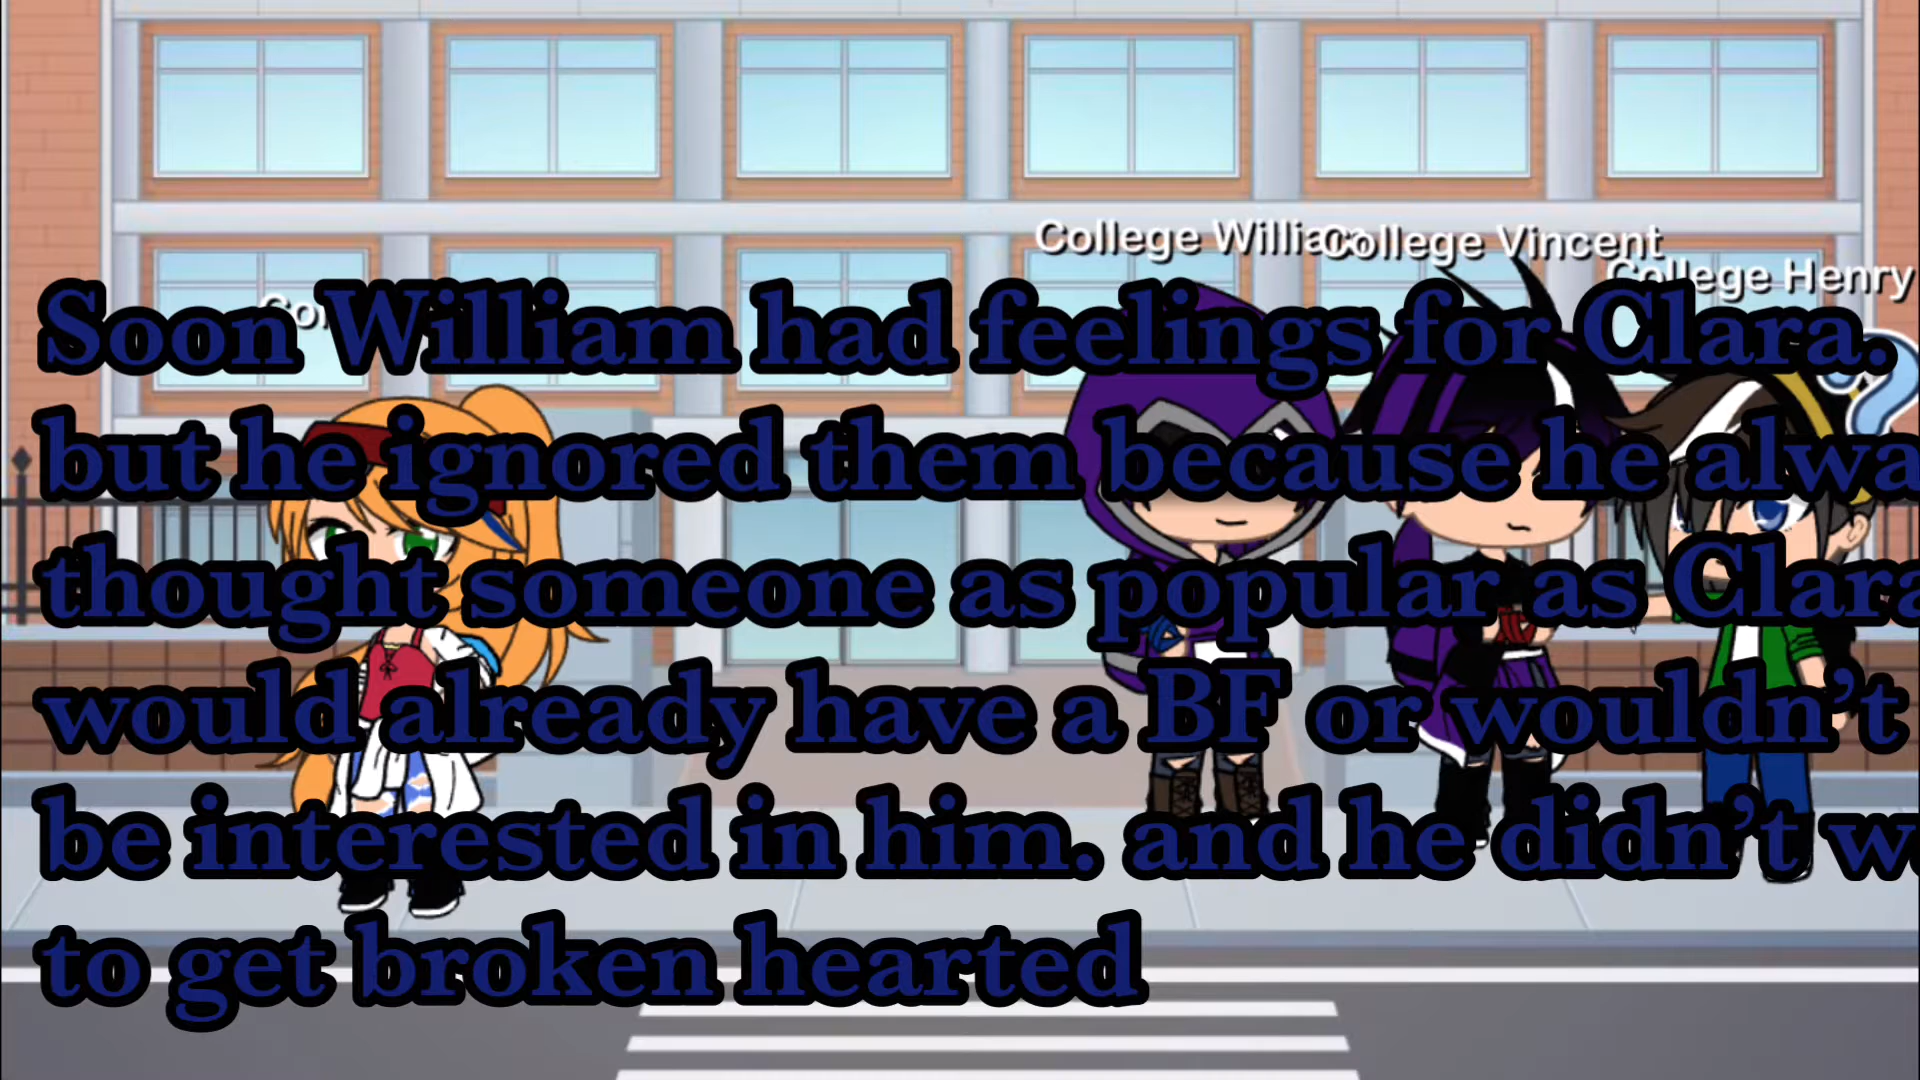 College William
College Vincent
College Henry
Soon William had feelings for Clara.
but he ignored them because he
thought someone as popular as Clara
would already have a BF or wouldn't
be interested in him. and he didn't
to get broken hearted